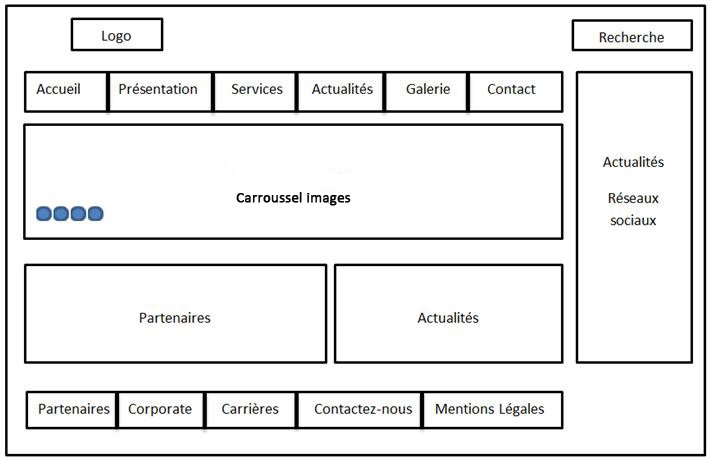 Logo
Recherche
Accueil
Présentation
Services
Actualités
Galerie
Contact
Carroussel images
Actualités
Réseaux
sociaux
Partenaires
Actualités
Partenaires
Corporate
Carrières
Contactez-nous
Mentions Légales